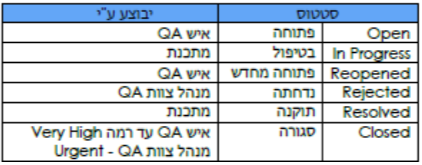 סטטוס יבוצע ע"י
Open פתוחה איש QA
In Progress בטיפול מתכנת
Reopened פתוחה מחדש איש QA
Rejected נדחתה מנהל צוות QA
Resolved תוקנה מתכנת
Closed סגורה איש QA עד רמה Very High
מנהל צוות QA - Urgent